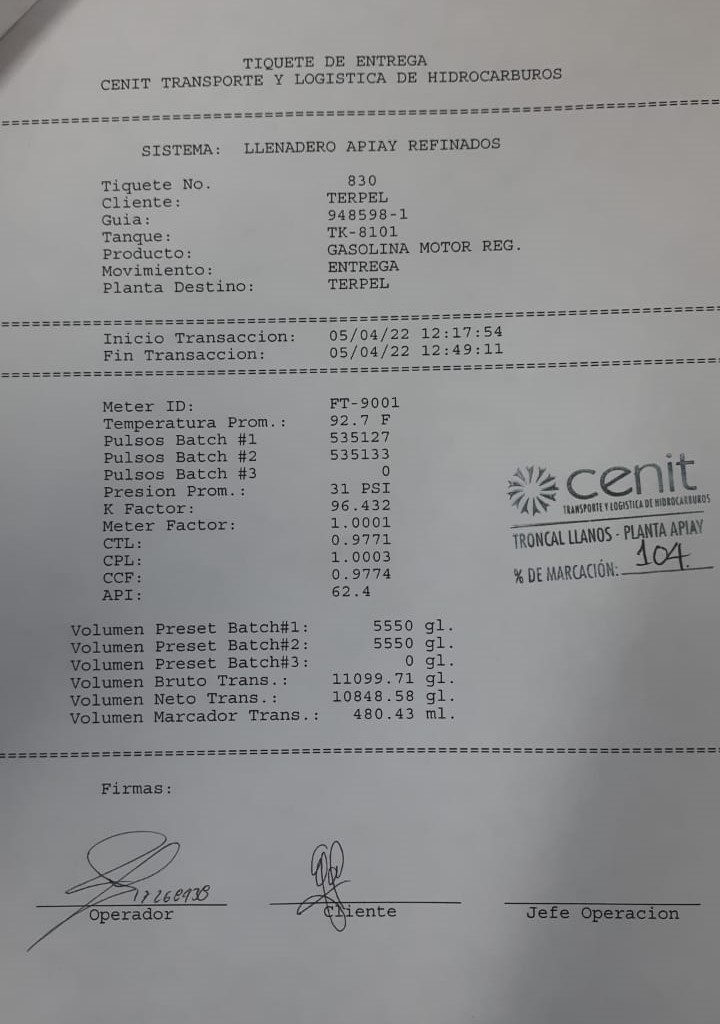 TIQUETE DE ENTREGA
CENIT TRANSPORTE Y LOGISTICA DE HIDROCARBUROS
SISTEMA: LLENADERO APIAY REFINADOS
Tiquete No. 830
Cliente: TERPEL
Guia: 948598-1
Tanque: TK-8101
Producto: GASOLINA MOTOR REG.
Movimiento: ENTREGA
Planta Destino: TERPEL
Inicio Transaccion: 05/04/22 12:17:54
Fin Transaccion: 05/04/22 12:49:11
Meter ID: FT-9001
Temperatura Prom.: 92.7 F
Pulsos Batch #1 535127
Pulsos Batch #2 535133
Pulsos Batch #3 0
Presion Prom.: 31 PSI
K Factor: 96.432
Meter Factor: 1.0001
CTL: 0.9771
CPL: 1.0003
CCF: 0.9774
API: 62.4
cenit
TRANSPORTE Y LOGISTICA DE HIDROCARBUROS
TRONCAL LLANOS - PLANTA APIAY
% DE MARCACIÓN: 104.
Volumen Preset Batch#1: 5550 gl.
Volumen Preset Batch#2: 5550 gl.
Volumen Preset Batch#3: 0 gl.
Volumen Bruto Trans.: 11099.71 gl.
Volumen Neto Trans.: 10848.58 gl.
Volumen Marcador Trans.: 480.43 ml.
Firmas:
Operador Cliente Jefe Operacion